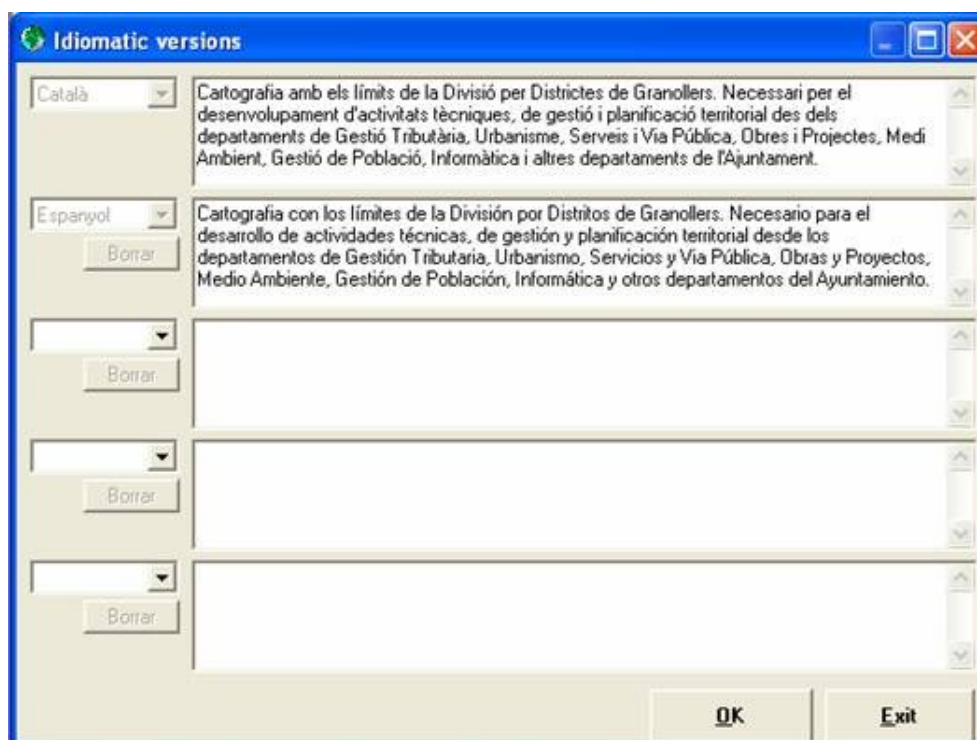 Idiomatic versions
Català
Cartografia amb els límits de la Divisió per Districtes de Granollers. Necessari per el
desenvolupament d'activitats tècniques, de gestió i planificació territorial des dels
departaments de Gestió Tributària, Urbanisme, Serveis i Via Pública, Obres i Projectes, Medi
Ambient, Gestió de Població, Informàtica i altres departaments de l'Ajuntament.
Espanyol
Borrar
Cartografia con los límites de la División por Distritos de Granollers. Necesario para el
desarrollo de actividades técnicas, de gestión y planificación territorial desde los
departamentos de Gestión Tributaria, Urbanismo, Servicios y Via Pública, Obras y Proyectos,
Medio Ambiente, Gestión de Población, Informática y otros departamentos del Ayuntamiento.
Borrar
Borrar
Borrar
OK
Exit